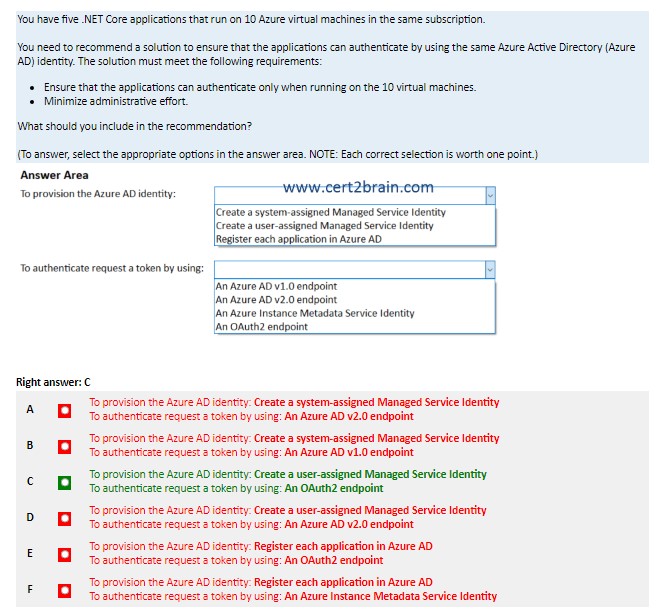 You have five .NET Core applications that run on 10 Azure virtual machines in the same subscription.
You need to recommend a solution to ensure that the applications can authenticate by using the same Azure Active Directory (Azure
AD) identity. The solution must meet the following requirements:
• Ensure that the applications can authenticate only when running on the 10 virtual machines.
• Minimize administrative effort.
What should you include in the recommendation?
(To answer, select the appropriate options in the answer area. NOTE: Each correct selection is worth one point.)
Answer Area
www.cert2brain.com
To provision the Azure AD identity:
Create a system-assigned Managed Service Identity
Create a user-assigned Managed Service Identity
Register each application in Azure AD
To authenticate request a token by using:
An Azure AD v1.0 endpoint
An Azure AD v2.0 endpoint
An Azure Instance Metadata Service Identity
An OAuth2 endpoint
Right answer: C
A
To provision the Azure AD identity: Create a system-assigned Managed Service Identity
To authenticate request a token by using: An Azure AD v2.0 endpoint
B
To provision the Azure AD identity: Create a system-assigned Managed Service Identity
To authenticate request a token by using: An Azure AD v1.0 endpoint
C
To provision the Azure AD identity: Create a user-assigned Managed Service Identity
To authenticate request a token by using: An OAuth2 endpoint
D
To provision the Azure AD identity: Create a user-assigned Managed Service Identity
To authenticate request a token by using: An Azure AD v2.0 endpoint
E
To provision the Azure AD identity: Register each application in Azure AD
To authenticate request a token by using: An OAuth2 endpoint
F
To provision the Azure AD identity: Register each application in Azure AD
To authenticate request a token by using: An Azure Instance Metadata Service Identity